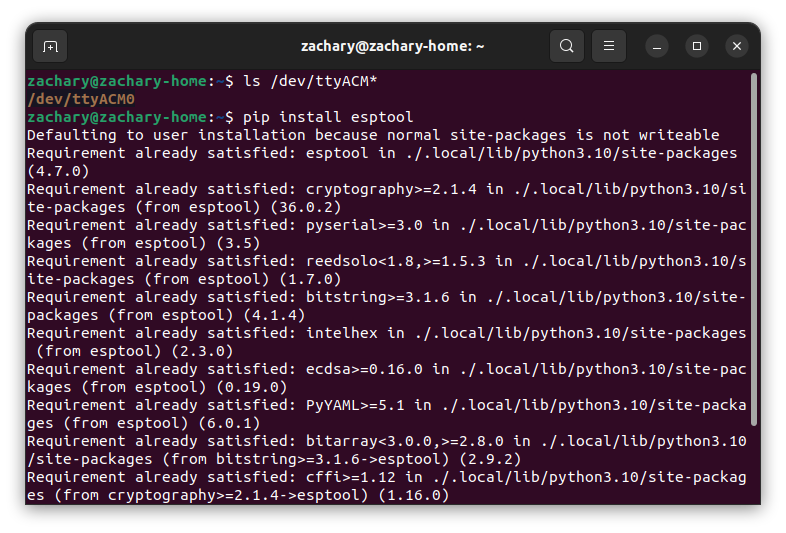 zachary@zachary-home: ~
zachary@zachary-home:~$ ls /dev/ttyACM*
/dev/ttyACM0
zachary@zachary-home:~$ pip install esptool
Defaulting to user installation because normal site-packages is not writeable
Requirement already satisfied: esptool in ./.local/lib/python3.10/site-packages
(4.7.0)
Requirement already satisfied: cryptography>=2.1.4 in ./.local/lib/python3.10/si
te-packages (from esptool) (36.0.2)
Requirement already satisfied: pyserial>=3.0 in ./.local/lib/python3.10/site-pac
kages (from esptool) (3.5)
Requirement already satisfied: reedsolo<1.8,>=1.5.3 in ./.local/lib/python3.10/s
ite-packages (from esptool) (1.7.0)
Requirement already satisfied: bitstring>=3.1.6 in ./.local/lib/python3.10/site-
packages (from esptool) (4.1.4)
Requirement already satisfied: intelhex in ./.local/lib/python3.10/site-packages
 (from esptool) (2.3.0)
Requirement already satisfied: ecdsa>=0.16.0 in ./.local/lib/python3.10/site-pac
kages (from esptool) (0.19.0)
Requirement already satisfied: PyYAML>=5.1 in ./.local/lib/python3.10/site-packa
ges (from esptool) (6.0.1)
Requirement already satisfied: bitarray<3.0.0,>=2.8.0 in ./.local/lib/python3.10
/site-packages (from bitstring>=3.1.6->esptool) (2.9.2)
Requirement already satisfied: cffi>=1.12 in ./.local/lib/python3.10/site-packag
es (from cryptography>=2.1.4->esptool) (1.16.0)